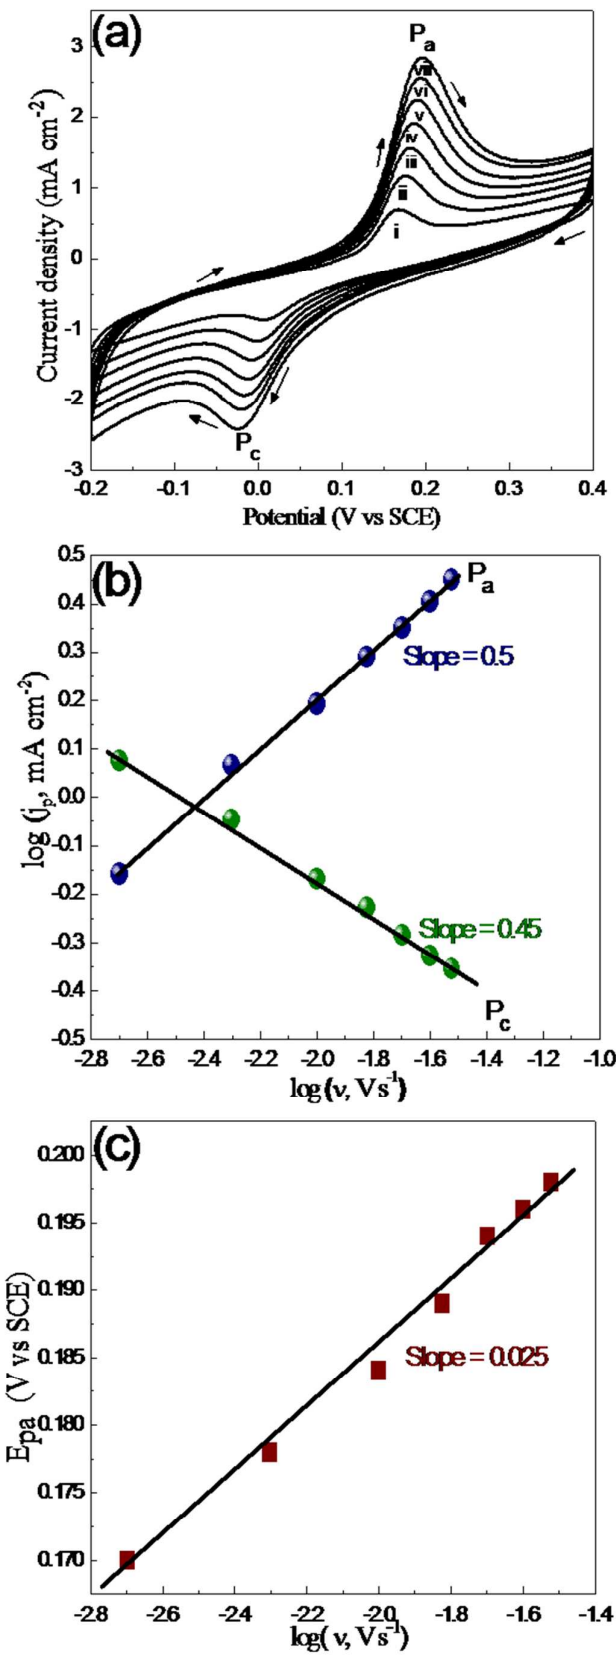 (a)
P_a
vii
vi
v
iv
iii
ii
i
P_c
3
2
1
0
-1
-2
-3
Current density (mA cm⁻²)
-0.2 -0.1 0.0 0.1 0.2 0.3 0.4
Potential (V vs SCE)
(b)
P_a
Slope = 0.5
Slope = 0.45
P_c
0.5
0.4
0.3
0.2
0.1
0.0
-0.1
-0.2
-0.3
-0.4
-0.5
log (j_p, mA cm⁻²)
-2.8 -2.6 -2.4 -2.2 -2.0 -1.8 -1.6 -1.4 -1.2 -1.0
log(ν, Vs⁻¹)
(c)
Slope = 0.025
0.200
0.195
0.190
0.185
0.180
0.175
0.170
E_pa (V vs SCE)
-2.8 -2.6 -2.4 -2.2 -2.0 -1.8 -1.6 -1.4
log( ν, Vs⁻¹)